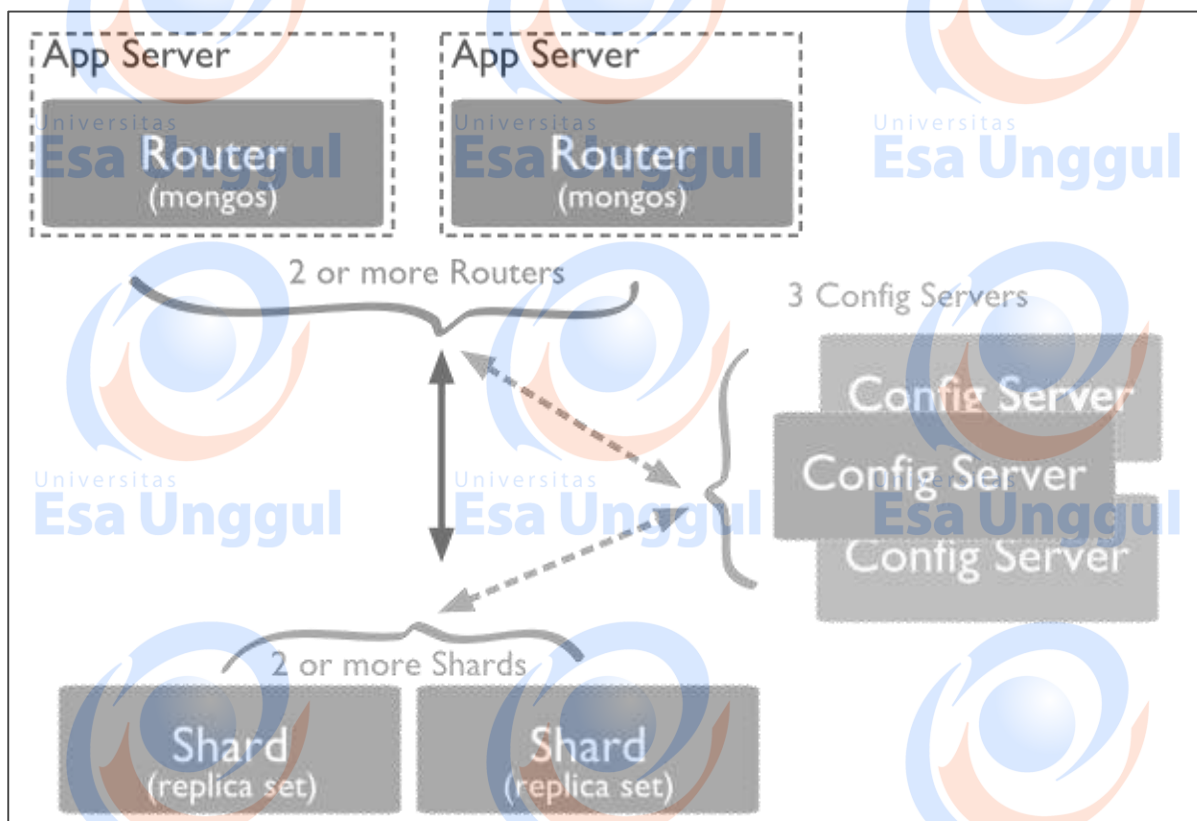 App Server
App Server
Router
(mongos)
Router
(mongos)
Universitas
Esa Unggul
Universitas
Esa Unggul
Universitas
Esa Unggul
2 or more Routers
3 Config Servers
Config Server
Config Server
Config Server
Universitas
Esa Unggul
Universitas
Esa Unggul
Universitas
Esa Unggul
2 or more Shards
Shard
(replica set)
Shard
(replica set)